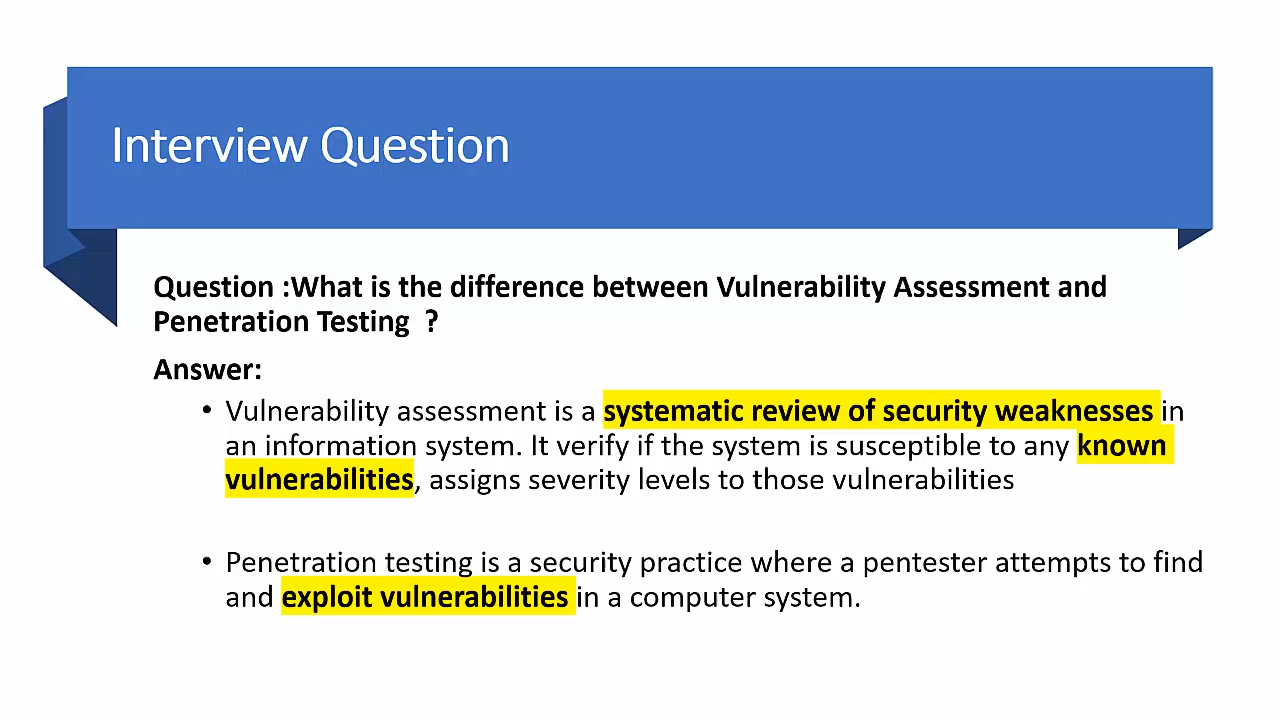 Interview Question
Question :What is the difference between Vulnerability Assessment and
Penetration Testing  ?
Answer:
• Vulnerability assessment is a systematic review of security weaknesses in
an information system. It verify if the system is susceptible to any known
vulnerabilities, assigns severity levels to those vulnerabilities
• Penetration testing is a security practice where a pentester attempts to find
and exploit vulnerabilities in a computer system.